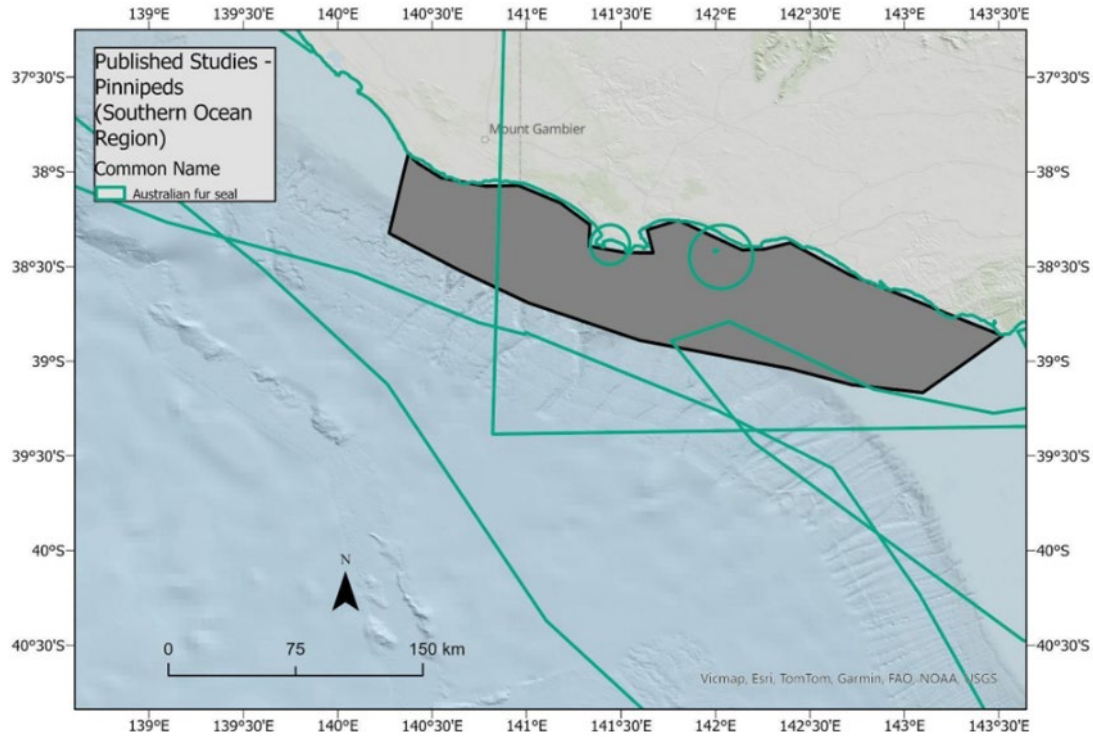 139°E 139°30'E 140°E 140°30'E 141°E 141°30'E 142°E 142°30'E 143°E 143°30'E
Published Studies -
Pinnipeds
(Southern Ocean
Region)
Common Name
Australian fur seal
37°30'S 37°30'S
Mount Gambier
38°S 38°S
38°30'S 38°30'S
39°S 39°S
39°30'S 39°30'S
40°S 40°S
N
40°30'S 40°30'S
0 75 150 km
Vicmap, Esri, TomTom, Garmin, FAO, NOAA, USGS
139°E 139°30'E 140°E 140°30'E 141°E 141°30'E 142°E 142°30'E 143°E 143°30'E